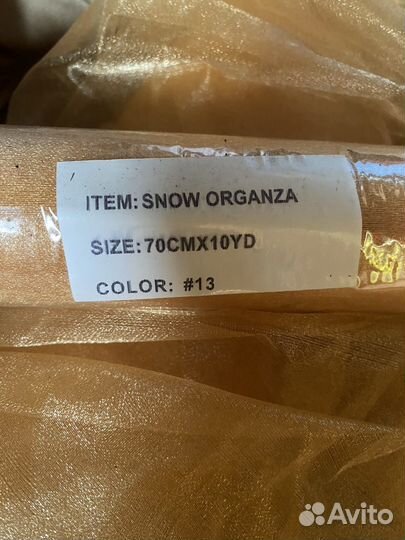 ITEM: SNOW ORGANZA
SIZE: 70CMX10YD
COLOR: #13
Avito